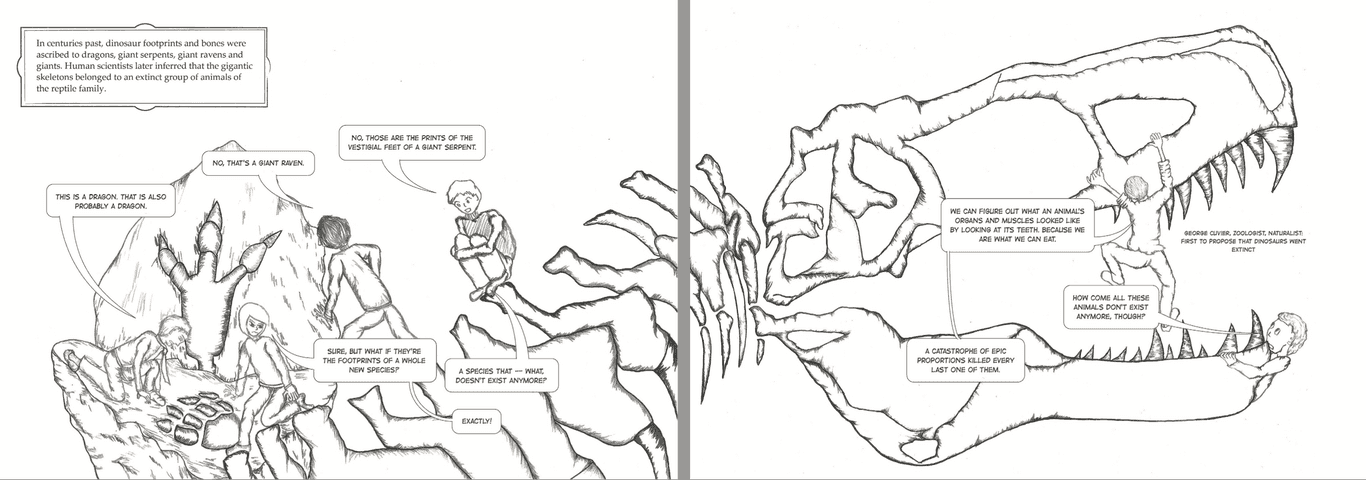 In centuries past, dinosaur footprints and bones were
ascribed to dragons, giant serpents, giant ravens and
giants. Human scientists later inferred that the gigantic
skeletons belonged to an extinct group of animals of
the reptile family.
NO, THOSE ARE THE PRINTS OF THE
VESTIGIAL FEET OF A GIANT SERPENT.
NO, THAT'S A GIANT RAVEN.
THIS IS A DRAGON. THAT IS ALSO
PROBABLY A DRAGON.
SURE, BUT WHAT IF THEY'RE
THE FOOTPRINTS OF A WHOLE
NEW SPECIES?
A SPECIES THAT -- WHAT,
DOESN'T EXIST ANYMORE?
EXACTLY!
WE CAN FIGURE OUT WHAT AN ANIMAL'S
ORGANS AND MUSCLES LOOKED LIKE
BY LOOKING AT ITS TEETH. BECAUSE WE
ARE WHAT WE CAN EAT.
GEORGE CUVIER, ZOOLOGIST, NATURALIST:
FIRST TO PROPOSE THAT DINOSAURS WENT
EXTINCT
HOW COME ALL THESE
ANIMALS DON'T EXIST
ANYMORE, THOUGH?
A CATASTROPHE OF EPIC
PROPORTIONS KILLED EVERY
LAST ONE OF THEM.